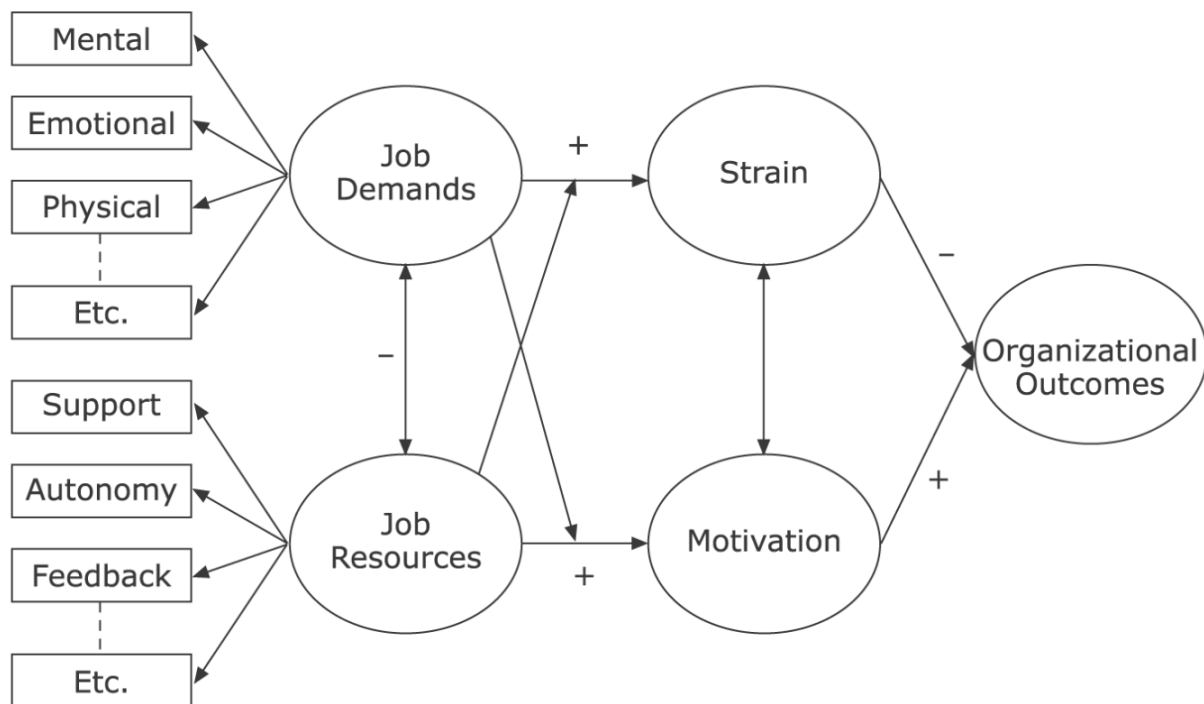 Mental
Emotional
Physical
Etc.
Support
Autonomy
Feedback
Etc.
Job
Demands
Job
Resources
+
–
+
Strain
Motivation
–
+
Organizational
Outcomes